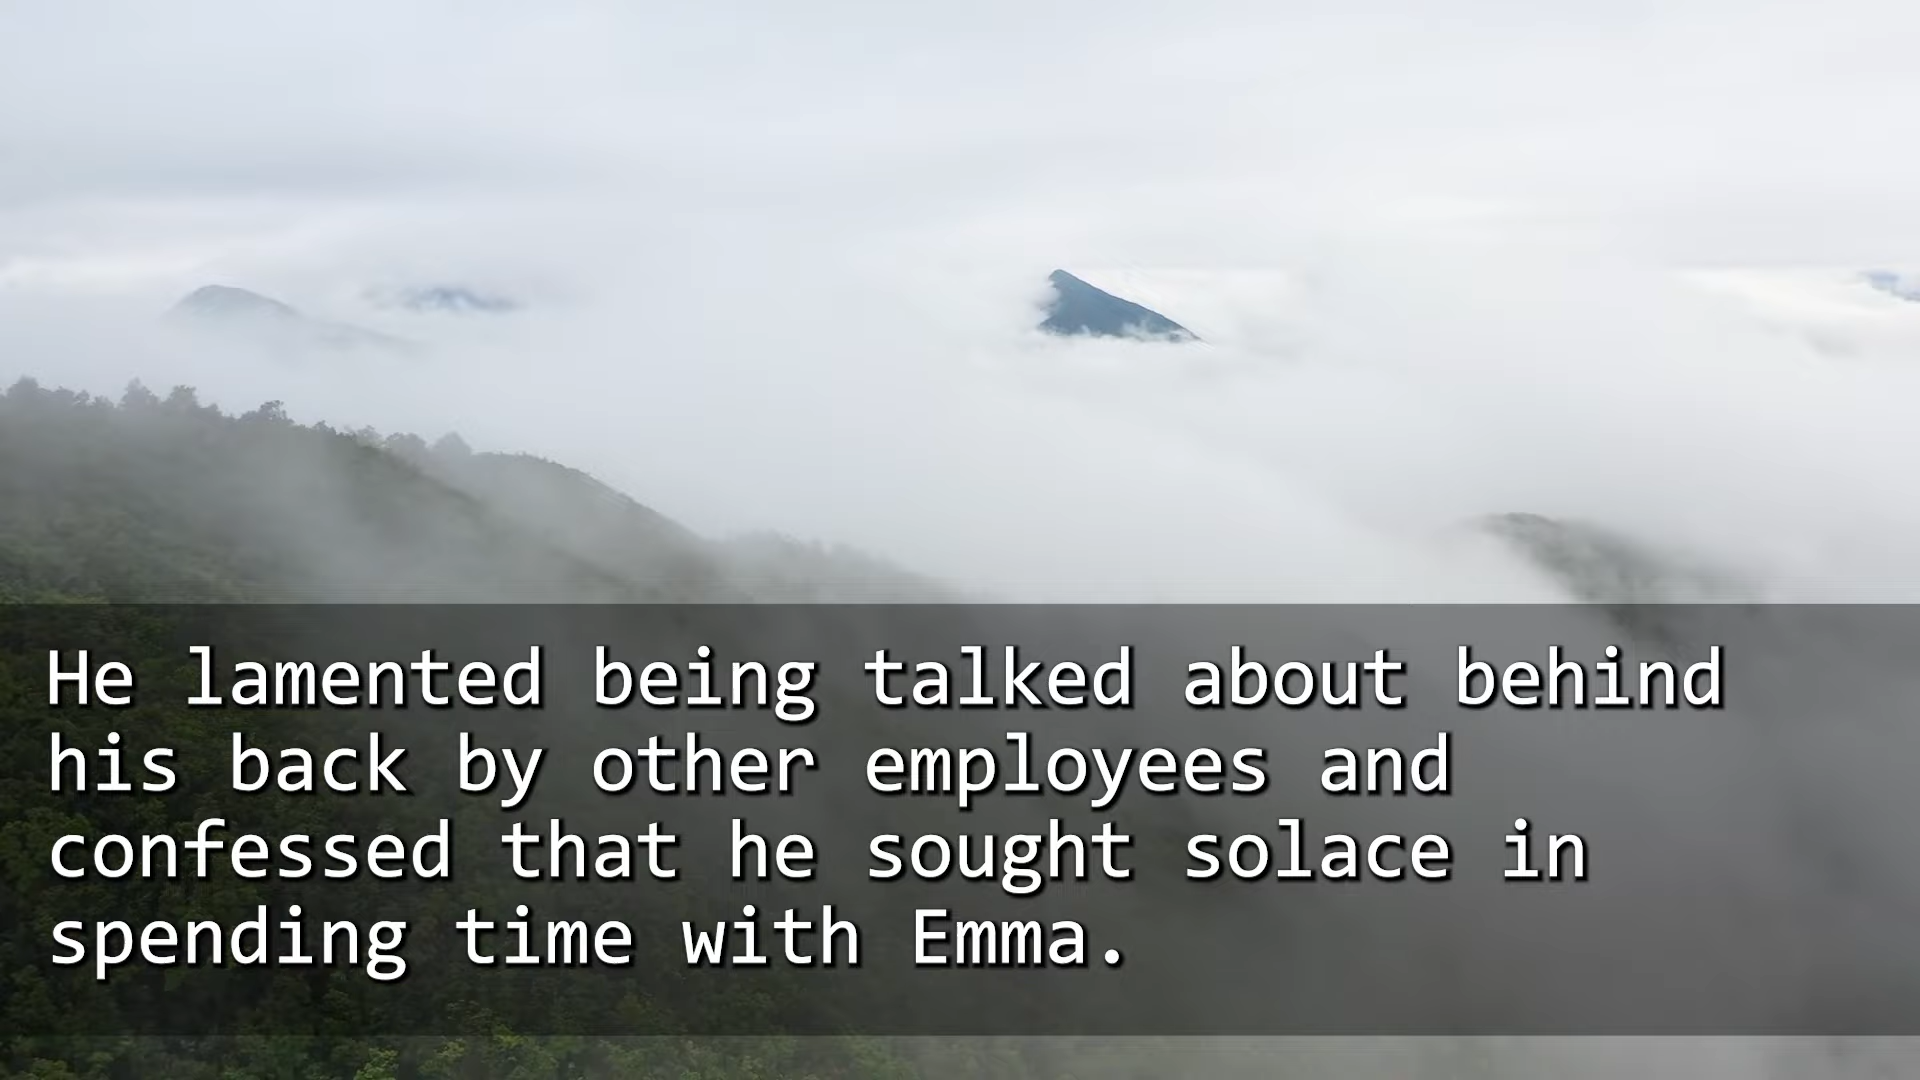 He lamented being talked about behind
his back by other employees and
confessed that he sought solace in
spending time with Emma.